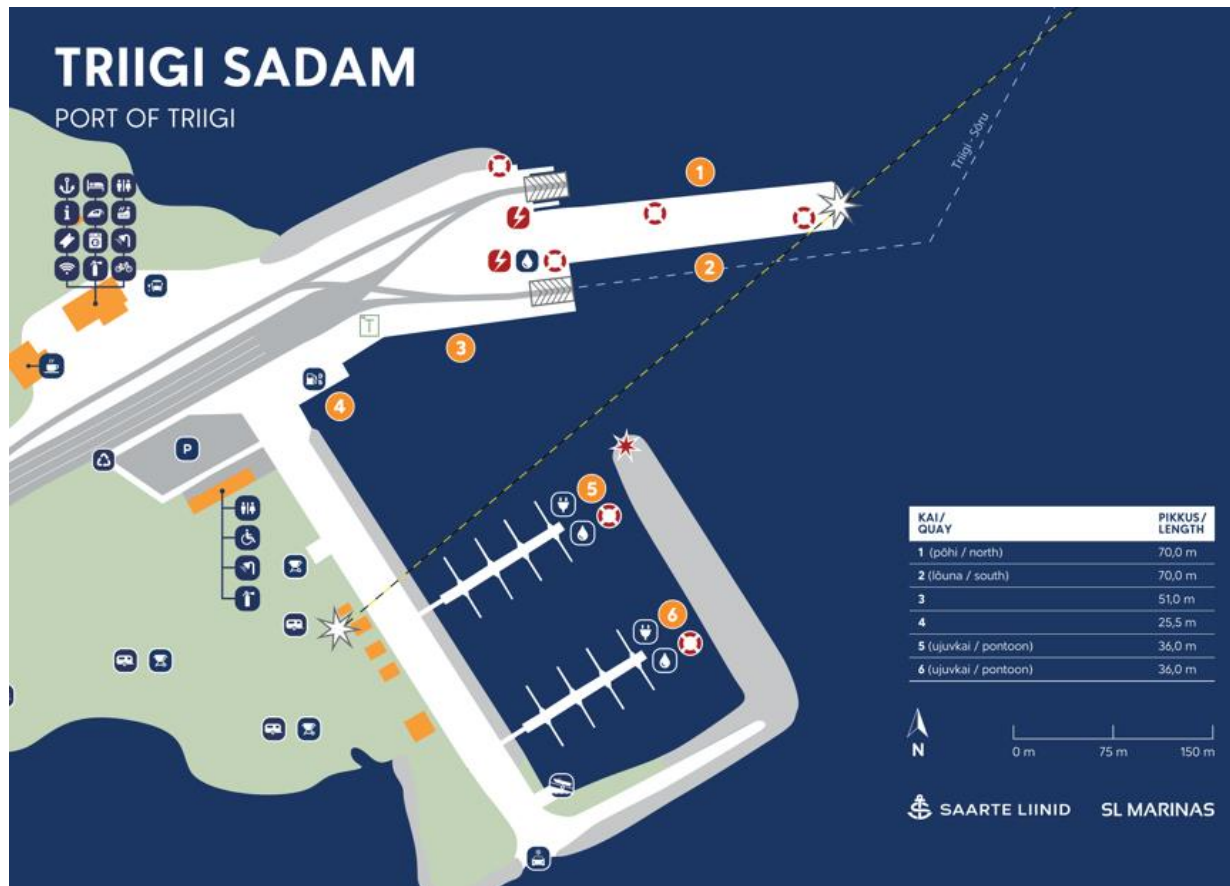 TRIIGI SADAM
PORT OF TRIIGI
Triigi - Sõru
1
2
3
4
5
6
T
P
i
KAI/ QUAY PIKKUS/ LENGTH
1 (põhi / north) 70,0 m
2 (lõuna / south) 70,0 m
3 51,0 m
4 25,5 m
5 (ujuvkai / pontoon) 36,0 m
6 (ujuvkai / pontoon) 36,0 m
N
0 m 75 m 150 m
SAARTE LIINID SL MARINAS